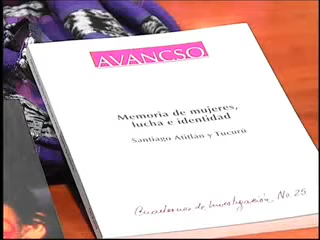 AVANCSO
Memoria de mujeres,
lucha e identidad
Santiago Atitlán y Tucurú
Cuadernos de Investigación, No. 25